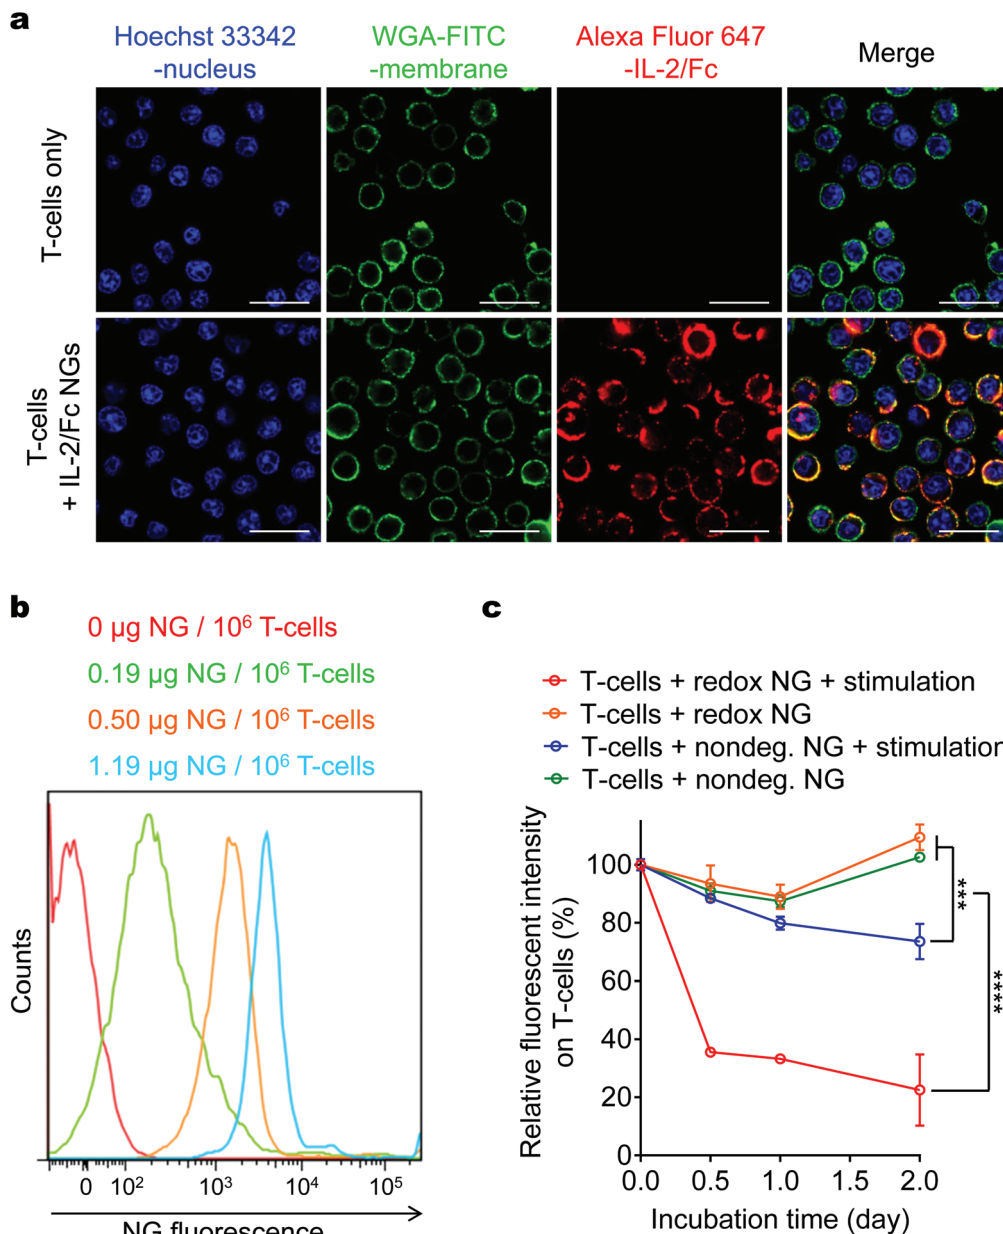 a
Hoechst 33342
-nucleus
WGA-FITC
-membrane
Alexa Fluor 647
-IL-2/Fc
Merge
T-cells only
T-cells
+ IL-2/Fc NGs
b
0 µg NG / 10⁶ T-cells
0.19 µg NG / 10⁶ T-cells
0.50 µg NG / 10⁶ T-cells
1.19 µg NG / 10⁶ T-cells
Counts
0 10² 10³ 10⁴ 10⁵
NG fluorescence
c
T-cells + redox NG + stimulation
T-cells + redox NG
T-cells + nondeg. NG + stimulation
T-cells + nondeg. NG
Relative fluorescent intensity
on T-cells (%)
100
80
60
40
20
0
***
****
0.0 0.5 1.0 1.5 2.0
Incubation time (day)